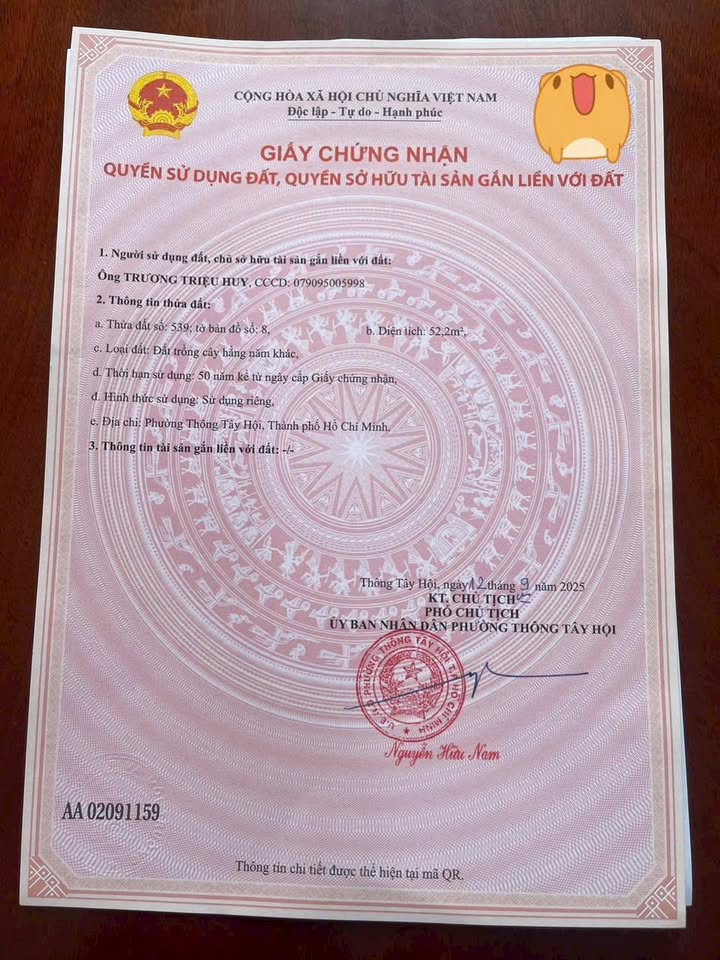 CỘNG HÒA XÃ HỘI CHỦ NGHĨA VIỆT NAM
Độc lập - Tự do - Hạnh phúc
GIẤY CHỨNG NHẬN
QUYỀN SỬ DỤNG ĐẤT, QUYỀN SỞ HỮU TÀI SẢN GẮN LIỀN VỚI ĐẤT
1. Người sử dụng đất, chủ sở hữu tài sản gắn liền với đất:
Ông TRƯƠNG TRIỆU HUY, CCCD: 079095005998
2. Thông tin thửa đất:
a. Thửa đất số: 539; tờ bản đồ số: 8, b. Diện tích: 52,2m²,
c. Loại đất: Đất trồng cây hằng năm khác,
d. Thời hạn sử dụng: 50 năm kể từ ngày cấp Giấy chứng nhận,
đ. Hình thức sử dụng: Sử dụng riêng,
e. Địa chỉ: Phường Thông Tây Hội, Thành phố Hồ Chí Minh.
3. Thông tin tài sản gắn liền với đất: -/-
Thông Tây Hội, ngày 12 tháng 9 năm 2025
KT. CHỦ TỊCH
PHÓ CHỦ TỊCH
ỦY BAN NHÂN DÂN PHƯỜNG THÔNG TÂY HỘI
U.B.N.D PHƯỜNG THÔNG TÂY HỘI T.P HỒ CHÍ MINH
Nguyễn Hữu Nam
AA 02091159
Thông tin chi tiết được thể hiện tại mã QR.